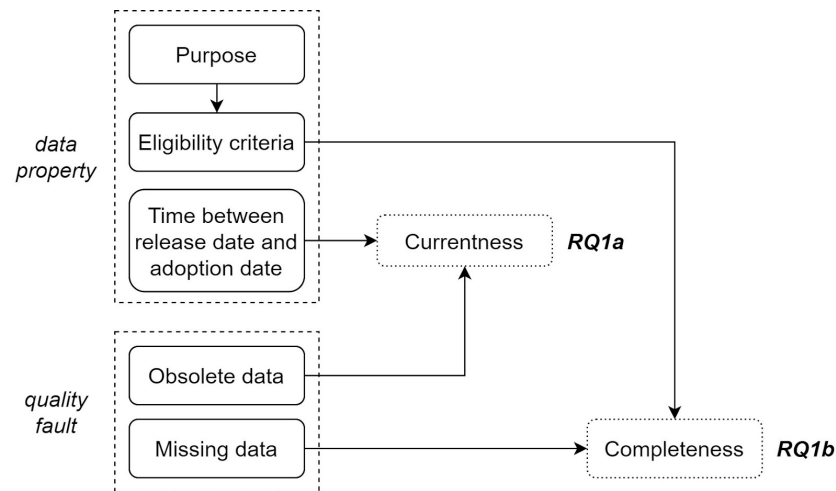 Purpose
data
property
Eligibility criteria
Time between
release date and
adoption date
Currentness
RQ1a
quality
fault
Obsolete data
Missing data
Completeness
RQ1b